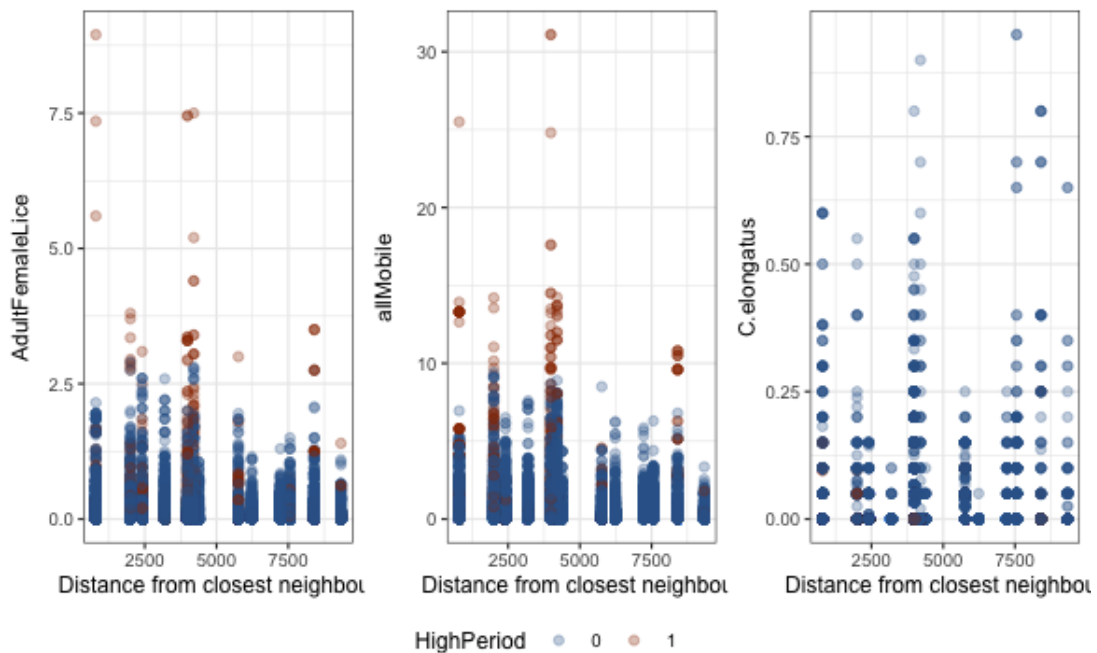 AdultFemaleLice
7.5
5.0
2.5
0.0
2500 5000 7500
Distance from closest neighbou
allMobile
30
20
10
0
2500 5000 7500
Distance from closest neighbou
C.elongatus
0.75
0.50
0.25
0.00
2500 5000 7500
Distance from closest neighbou
HighPeriod 0 1